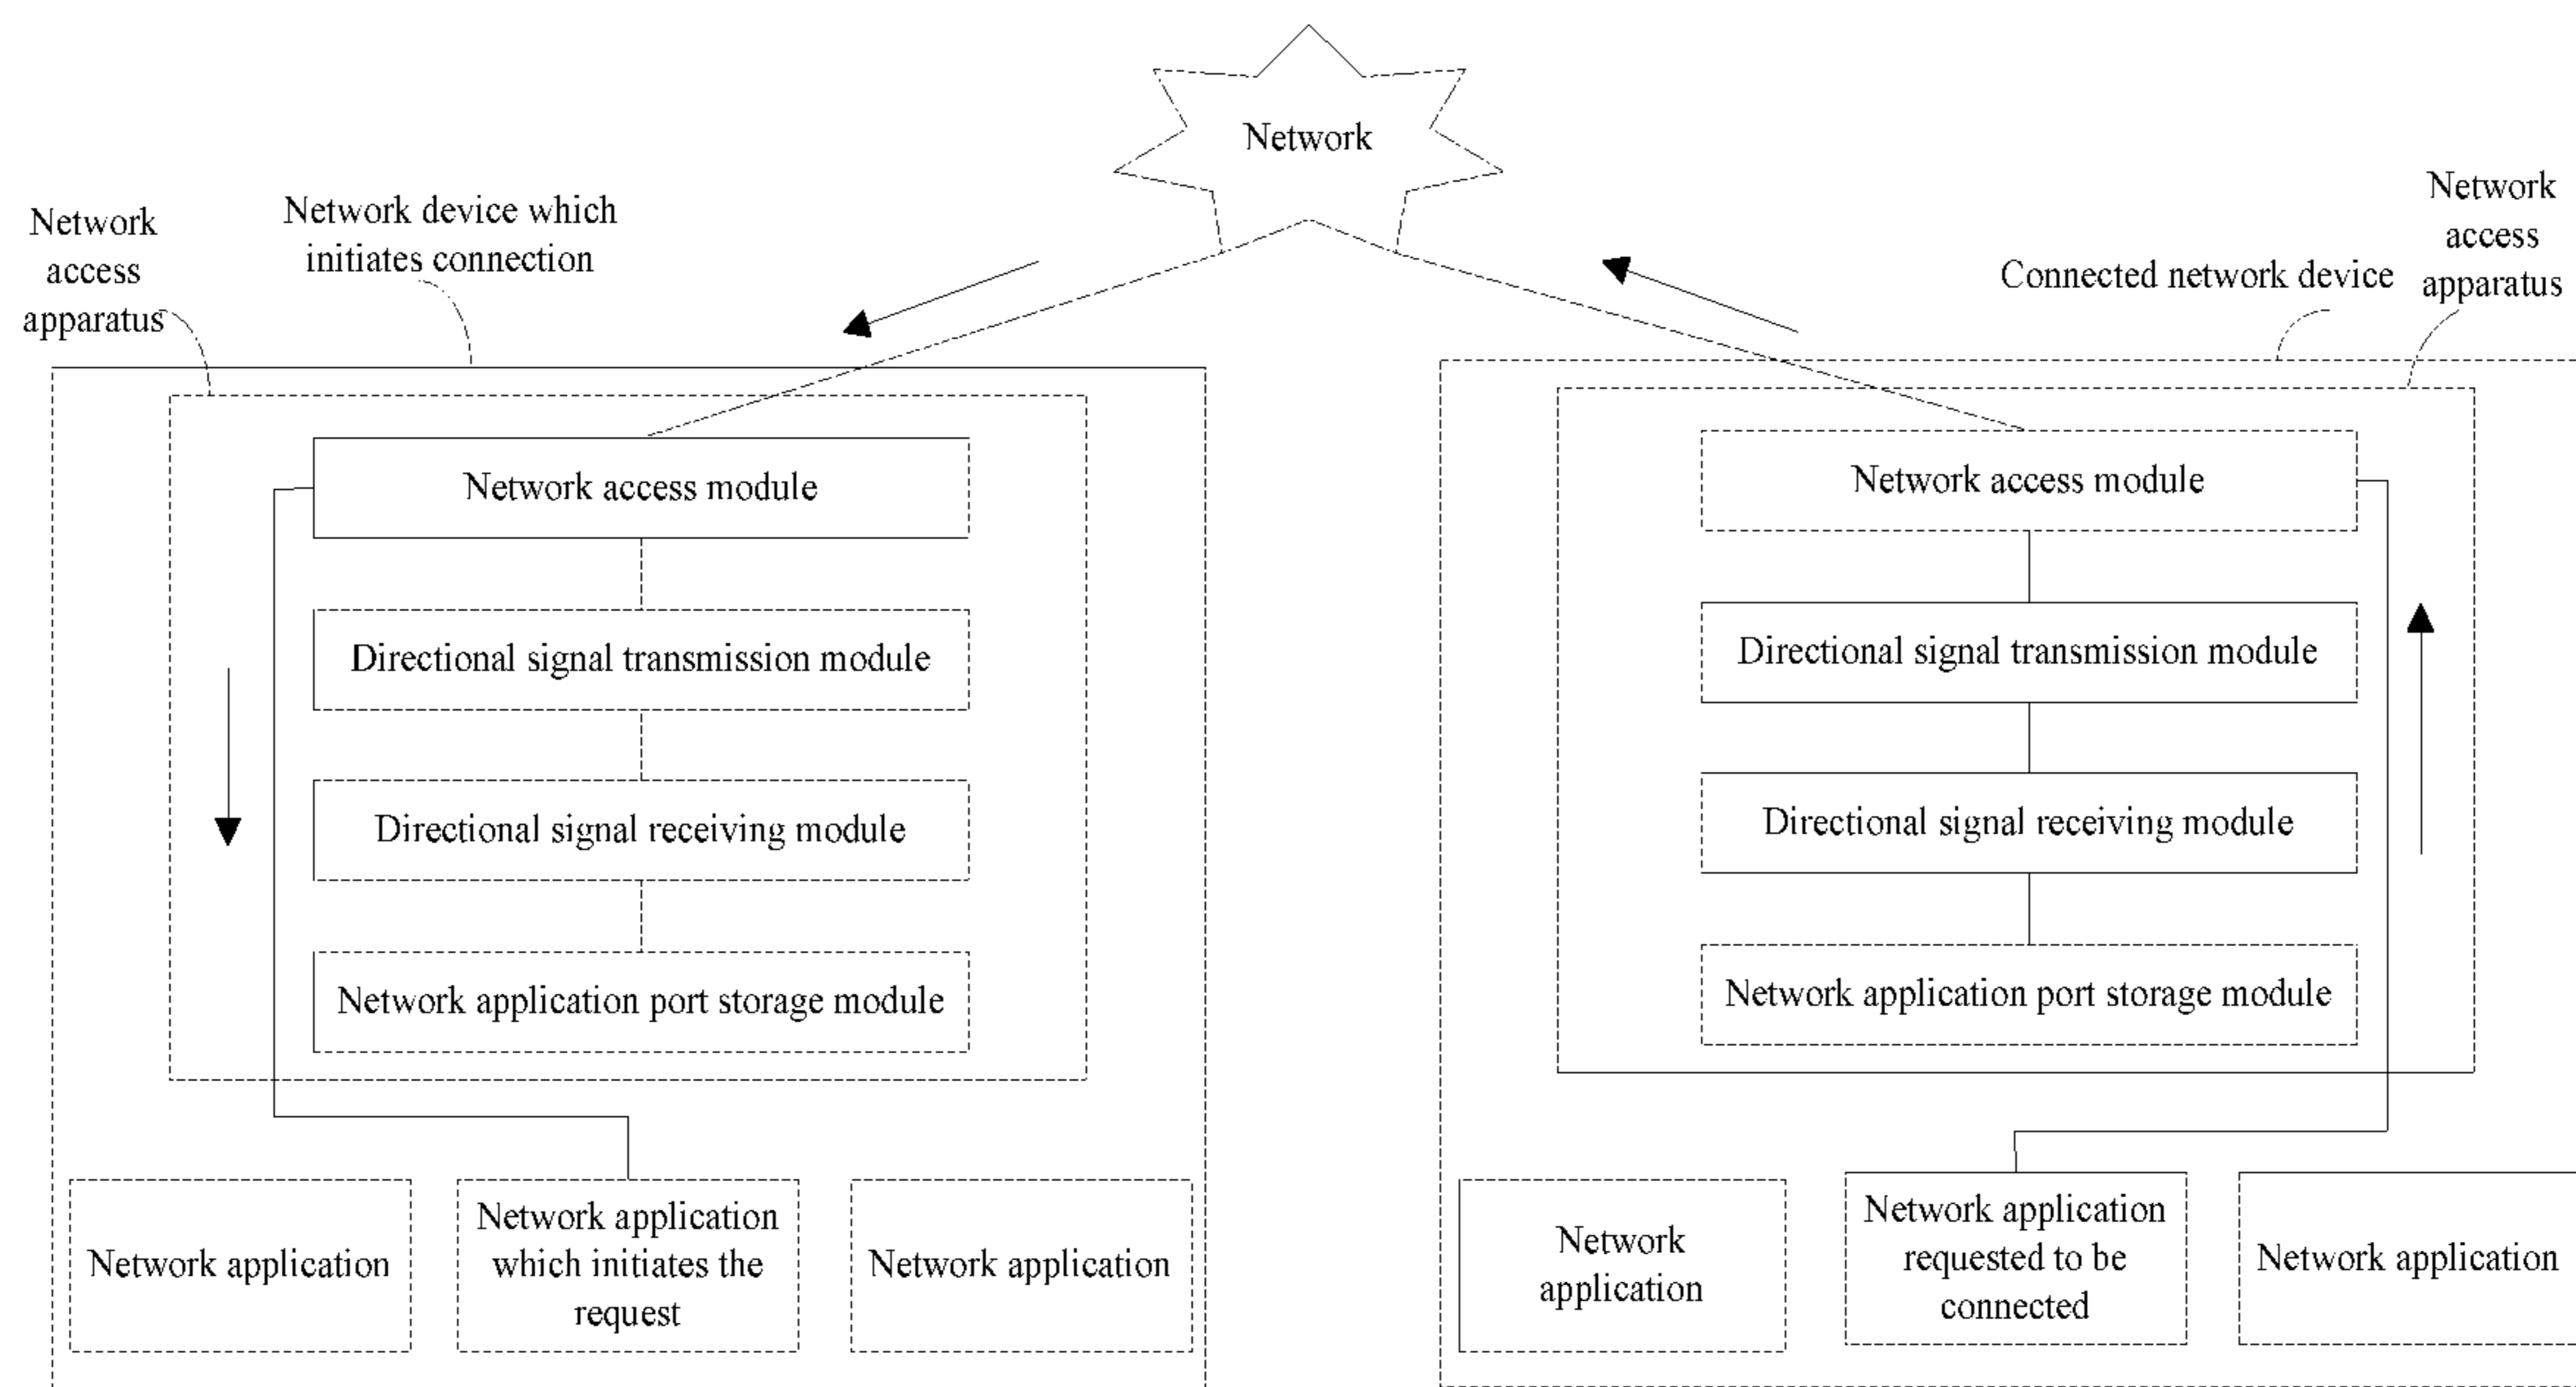 Network
Network
access
apparatus
Network device which
initiates connection
Connected network device
Network
access
apparatus
Network access module
Directional signal transmission module
Directional signal receiving module
Network application port storage module
Network application
Network application
which initiates the
request
Network application
Network access module
Directional signal transmission module
Directional signal receiving module
Network application port storage module
Network
application
Network application
requested to be
connected
Network application